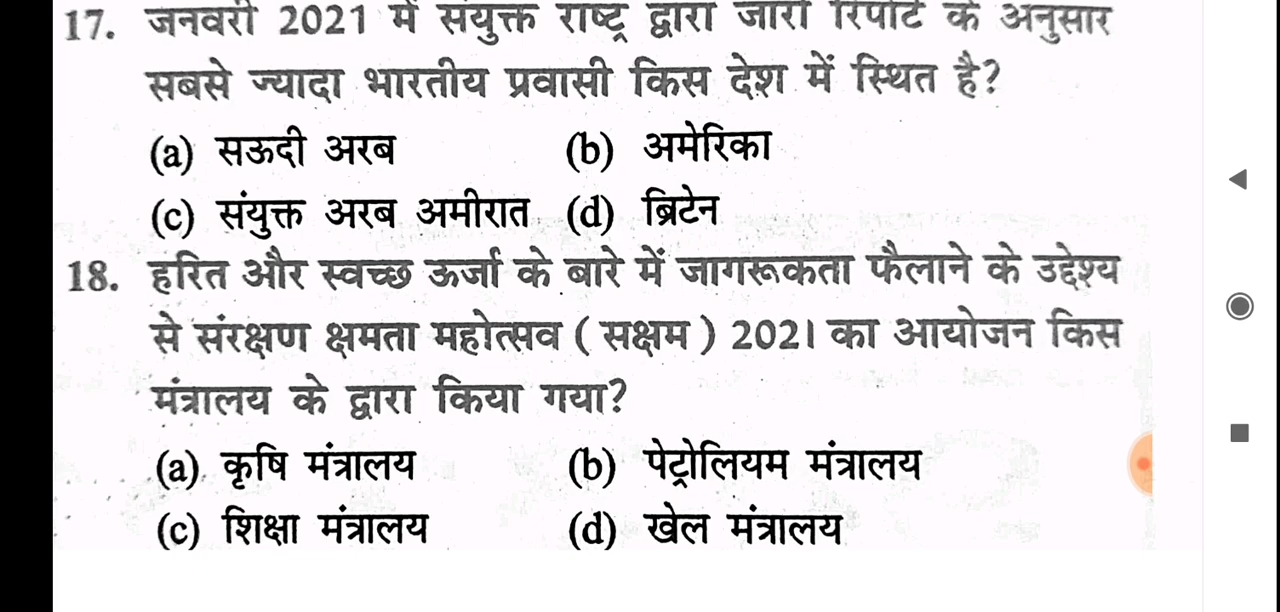 17. जनवरी 2021 में संयुक्त राष्ट्र द्वारा जारी रिपोर्ट के अनुसार
सबसे ज्यादा भारतीय प्रवासी किस देश में स्थित है?
(a) सऊदी अरब (b) अमेरिका
(c) संयुक्त अरब अमीरात (d) ब्रिटेन
18. हरित और स्वच्छ ऊर्जा के बारे में जागरूकता फैलाने के उद्देश्य
से संरक्षण क्षमता महोत्सव ( सक्षम ) 2021 का आयोजन किस
मंत्रालय के द्वारा किया गया?
(a) कृषि मंत्रालय (b) पेट्रोलियम मंत्रालय
(c) शिक्षा मंत्रालय (d) खेल मंत्रालय